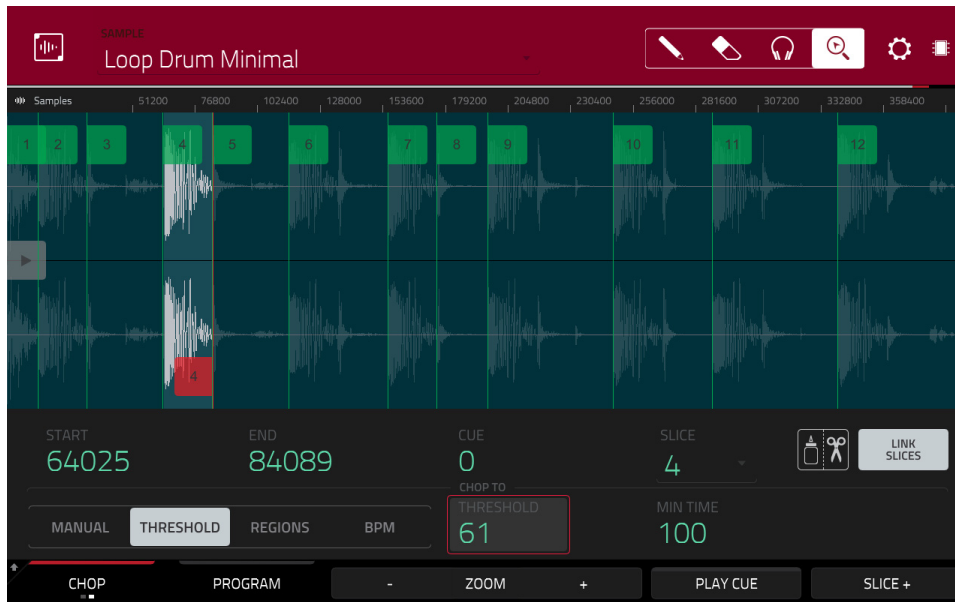 SAMPLE
Loop Drum Minimal
Samples 51200 76800 102400 128000 153600 179200 204800 230400 256000 281600 307200 332800 358400
1 2 3 4 5 6 7 8 9 10 11 12
4
START END CUE SLICE
64025 84089 0 4
LINK
SLICES
CHOP TO
MANUAL THRESHOLD REGIONS BPM
THRESHOLD MIN TIME
61 100
CHOP PROGRAM - ZOOM + PLAY CUE SLICE +